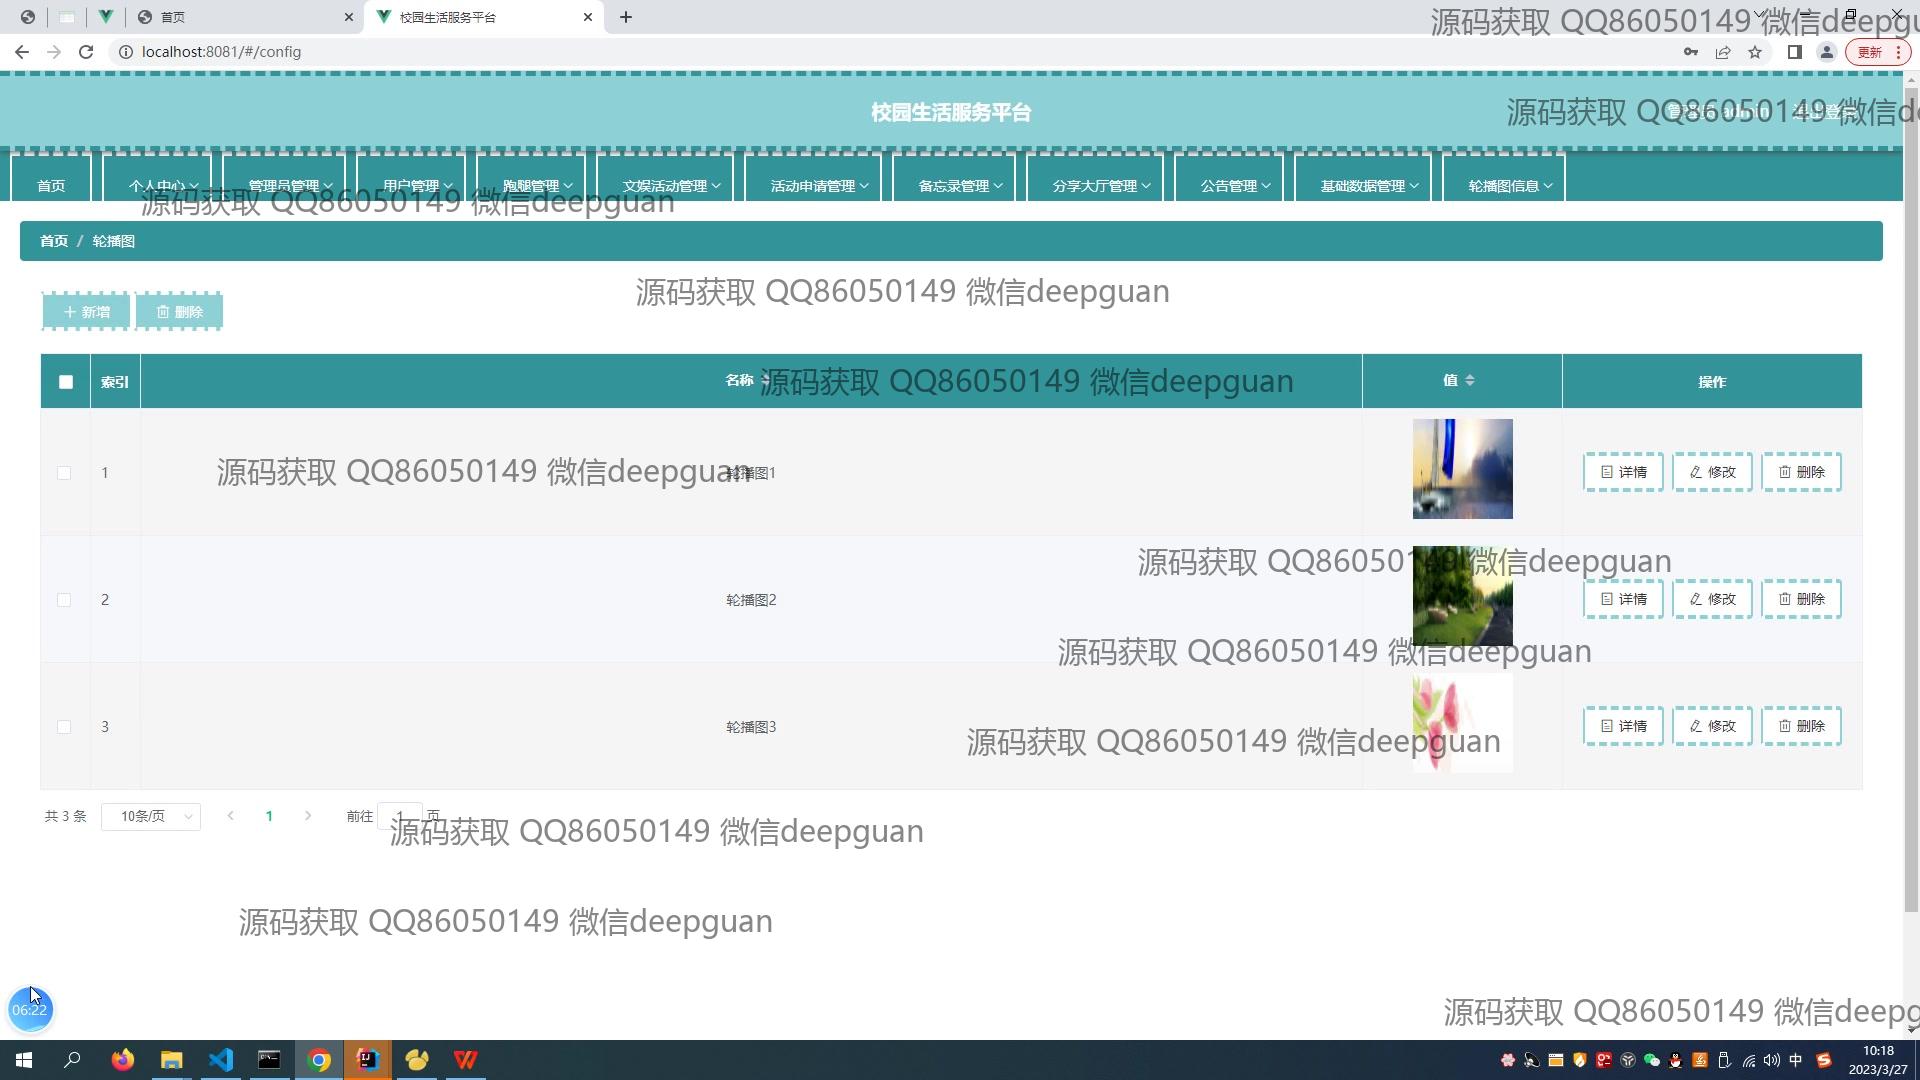 首页
校园生活服务平台
源码获取 QQ86050149 微信deepgu
localhost:8081/#/config
更新
校园生活服务平台
源码获取 QQ86050149 微信d
首页 个人中心 管理员管理 用户管理 跑腿管理 文娱活动管理 活动申请管理 备忘录管理 分享大厅管理 公告管理 基础数据管理 轮播图信息
源码获取 QQ86050149 微信deepguan
首页 / 轮播图
源码获取 QQ86050149 微信deepguan
新增 删除
索引 名称 值 操作
源码获取 QQ86050149 微信deepguan
1 轮播图1 详情 修改 删除
源码获取 QQ86050149 微信deepguan
源码获取 QQ86050149 微信deepguan
2 轮播图2 详情 修改 删除
源码获取 QQ86050149 微信deepguan
3 轮播图3 详情 修改 删除
源码获取 QQ86050149 微信deepguan
共 3 条 10条/页 1 前往 1 页
源码获取 QQ86050149 微信deepguan
源码获取 QQ86050149 微信deepguan
06:22
源码获取 QQ86050149 微信deepg
中
10:18
2023/3/27